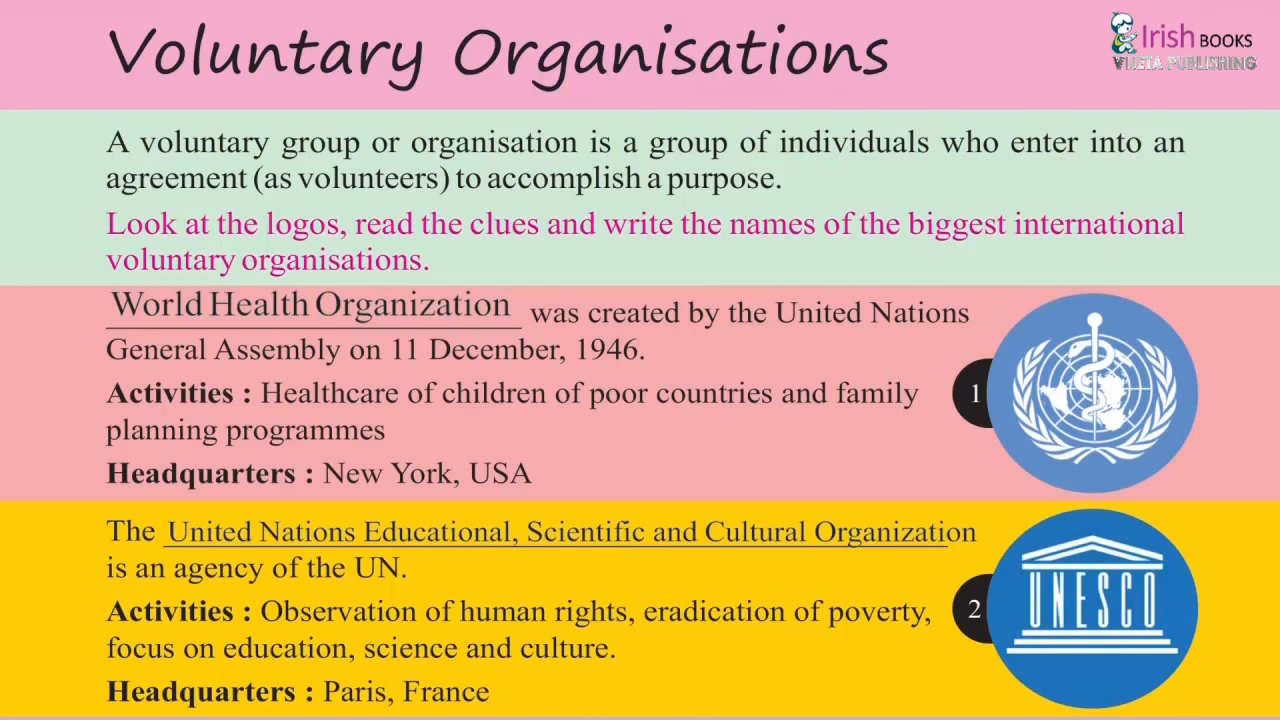 Voluntary Organisations
Irish BOOKS
VIJETA PUBLISHING
A voluntary group or organisation is a group of individuals who enter into an
agreement (as volunteers) to accomplish a purpose.
Look at the logos, read the clues and write the names of the biggest international
voluntary organisations.
World Health Organization was created by the United Nations
General Assembly on 11 December, 1946.
Activities : Healthcare of children of poor countries and family
planning programmes
Headquarters : New York, USA
1
The United Nations Educational, Scientific and Cultural Organization
is an agency of the UN.
Activities : Observation of human rights, eradication of poverty,
focus on education, science and culture.
Headquarters : Paris, France
2
UNESCO